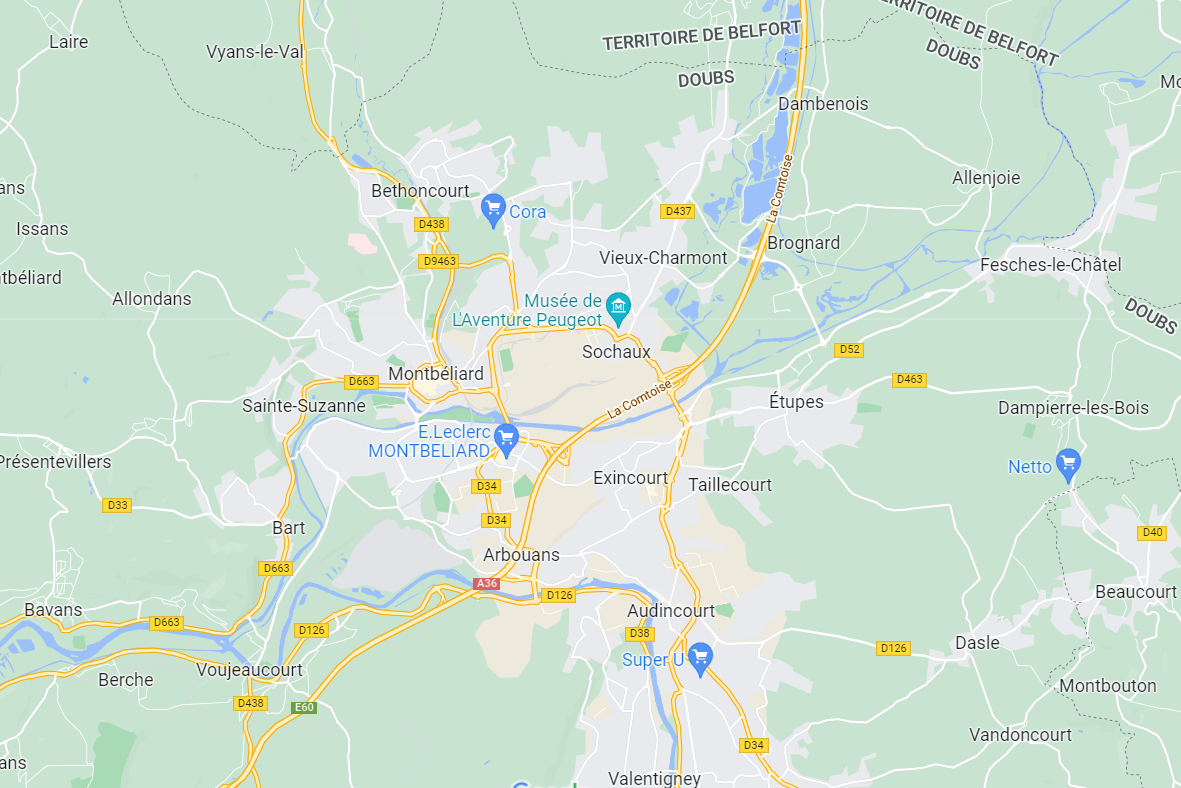 TERRITOIRE DE BELFORT
TERRITOIRE DE BELFORT
Laire
Vyans-le-Val
DOUBS
DOUBS
Dambenois
La Comtoise
Allenjoie
Bethoncourt
Cora
D437
D438
Issans
Brognard
Vieux-Charmont
D9463
Fesches-le-Châtel
Allondans
Musée de
L'Aventure Peugeot
DOUBS
Sochaux
D52
Montbéliard
D663
D463
La Comtoise
Sainte-Suzanne
Étupes
Dampierre-les-Bois
E.Leclerc
MONTBELIARD
Présentevillers
Netto
Exincourt
Taillecourt
D34
D33
D34
Bart
D40
Arbouans
D663
A36
D126
Beaucourt
Bavans
Audincourt
D663
D126
D38
Dasle
D126
Super U
Voujeaucourt
Berche
Montbouton
D438
E60
Vandoncourt
D34
Valentigney